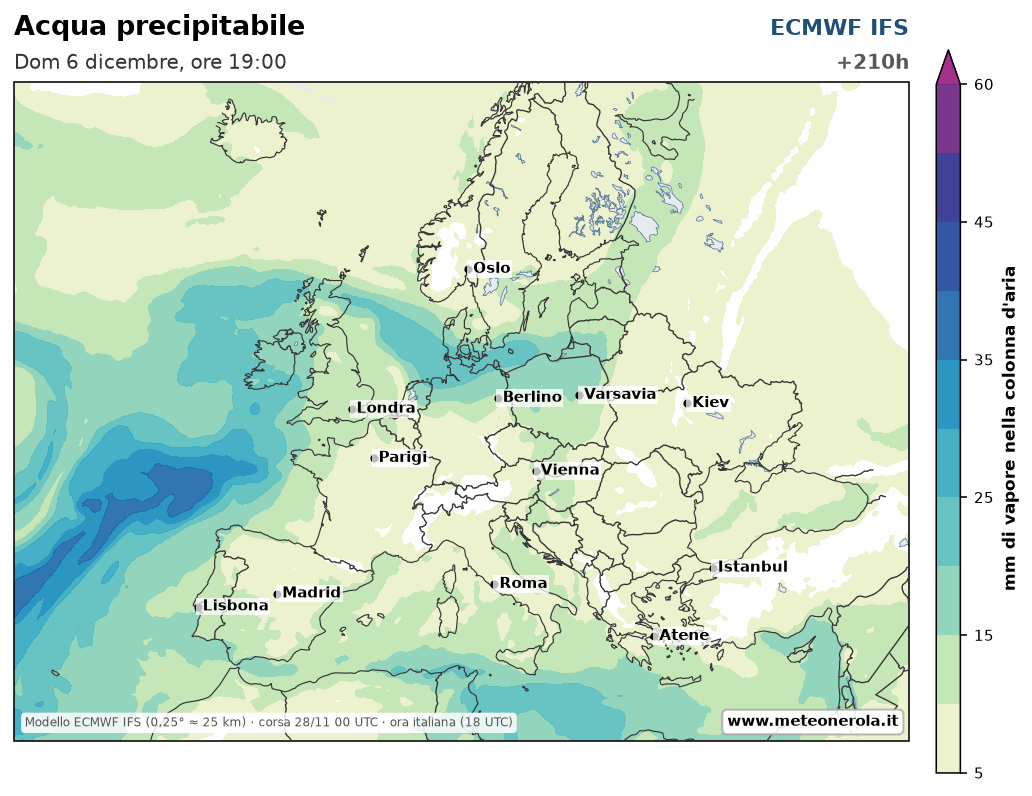 Acqua precipitabile
ECMWF IFS
Dom 6 dicembre, ore 19:00
+210h
60
45
35
25
15
5
mm di vapore nella colonna d'aria
Oslo
Londra
Berlino
Varsavia
Kiev
Parigi
Vienna
Istanbul
Roma
Madrid
Lisbona
Atene
Modello ECMWF IFS (0,25° ≈ 25 km) · corsa 28/11 00 UTC · ora italiana (18 UTC)
www.meteonerola.it